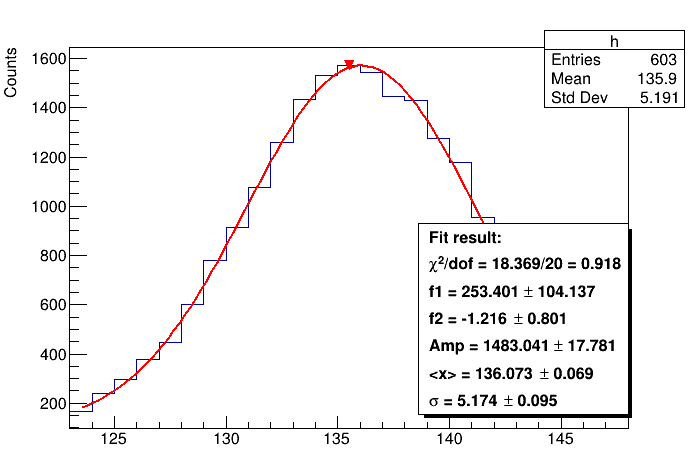 h
Entries 603
Mean 135.9
Std Dev 5.191
Counts
1600
1400
1200
1000
800
600
400
200
Fit result:
χ²/dof = 18.369/20 = 0.918
f1 = 253.401 ± 104.137
f2 = -1.216 ± 0.801
Amp = 1483.041 ± 17.781
<x> = 136.073 ± 0.069
σ = 5.174 ± 0.095
125 130 135 140 145